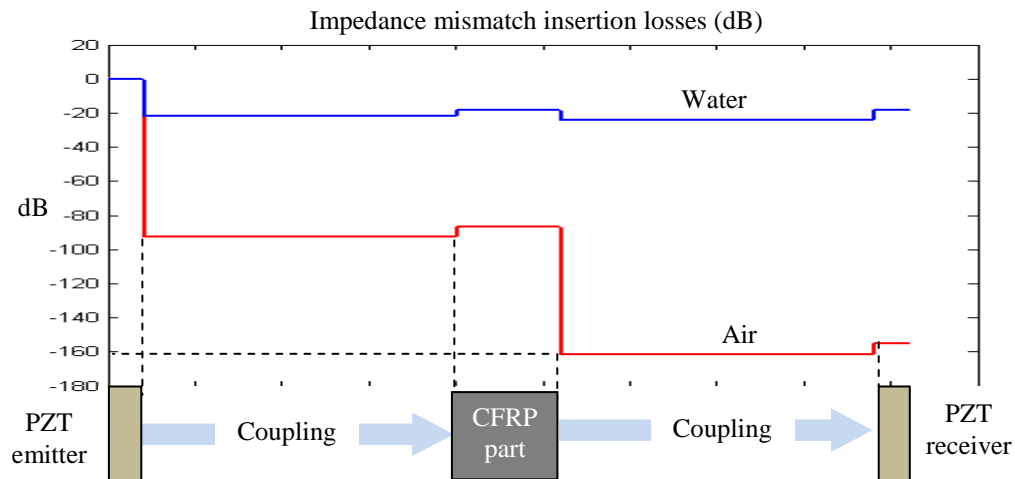 Impedance mismatch insertion losses (dB)
20
0
-20
-40
-60
-80
-100
-120
-140
-160
-180
dB
Water
Air
PZT
emitter
Coupling
CFRP
part
Coupling
PZT
receiver